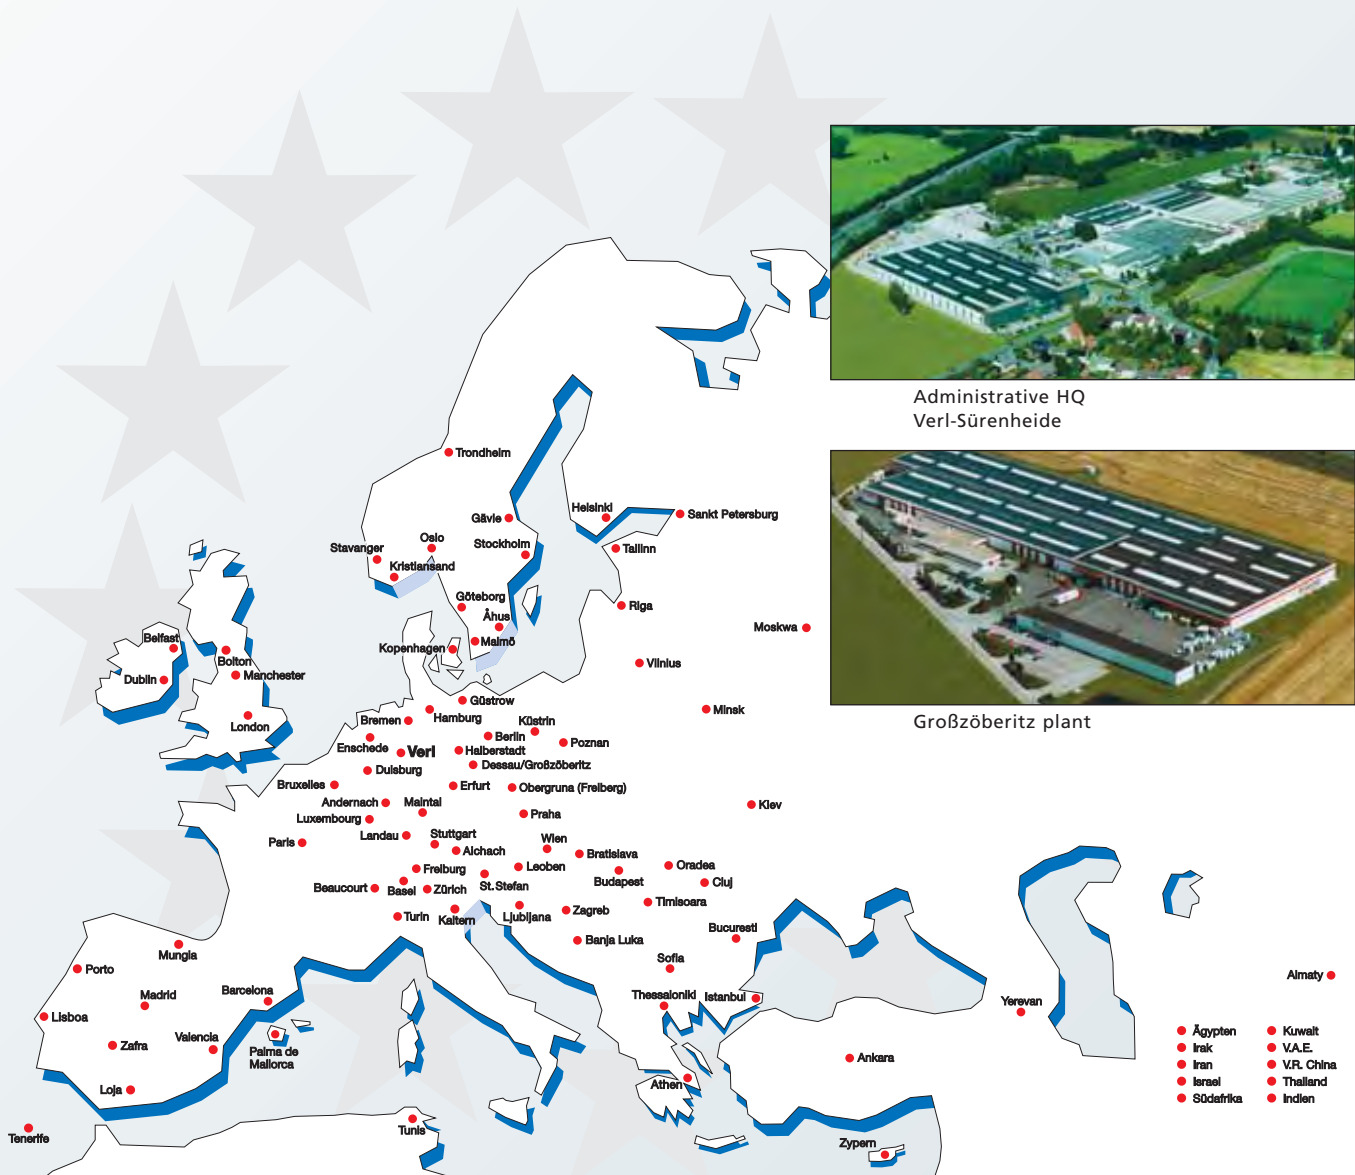 Administrative HQ
Verl-Sürenheide
Großzöberitz plant
Trondheim
Gävle
Helsinki
Sankt Petersburg
Oslo
Stockholm
Stavanger
Tallinn
Kristiansand
Göteborg
Åhus
Riga
Moskwa
Malmö
Kopenhagen
Vilnius
Belfast
Bolton
Manchester
Dublin
London
Güstrow
Hamburg
Minsk
Bremen
Küstrin
Berlin
Enschede
Verl
Halberstadt
Poznan
Dessau/Großzöberitz
Duisburg
Bruxelles
Erfurt
Obergruna (Freiberg)
Andernach
Maintal
Kiev
Luxembourg
Praha
Paris
Landau
Stuttgart
Wien
Aichach
Bratislava
Freiburg
Leoben
Oradea
Beaucourt
Basel
Zürich
St.Stefan
Budapest
Cluj
Timisoara
Turin
Kaltern
Ljubljana
Zagreb
Bucuresti
Banja Luka
Mungia
Sofia
Porto
Almaty
Madrid
Barcelona
Thessaloniki
Istanbul
Yerevan
Lisboa
Zafra
Valencia
Palma de
Mallorca
Ankara
Athen
Loja
Tunis
Tenerife
Zypern
Ägypten
Irak
Iran
Israel
Südafrika
Kuwait
V.A.E.
V.R. China
Thailand
Indien